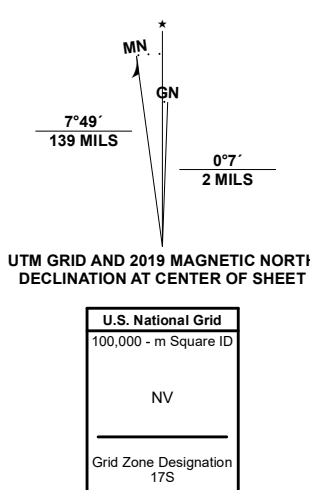 MN
GN
7°49´
139 MILS
0°7´
2 MILS
UTM GRID AND 2019 MAGNETIC NORTH
DECLINATION AT CENTER OF SHEET
U.S. National Grid
100,000 - m Square ID
NV
Grid Zone Designation
17S